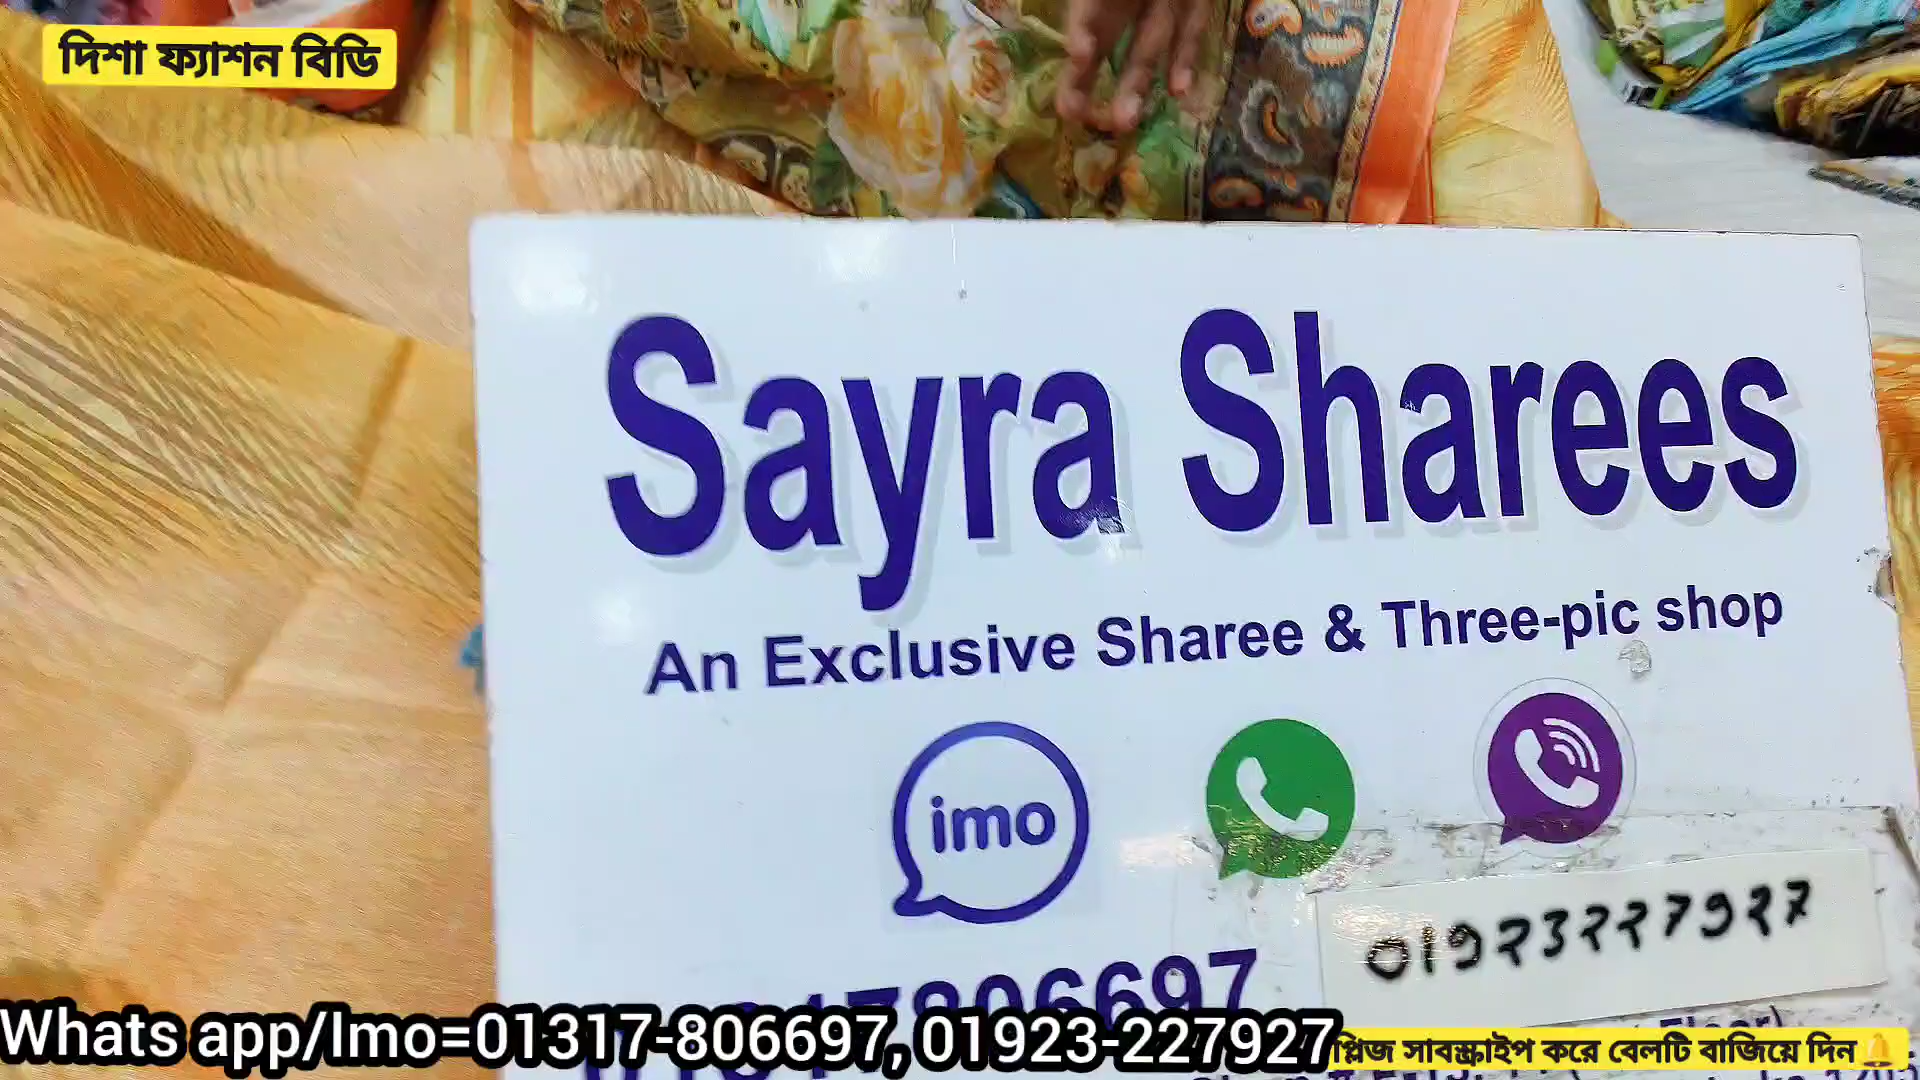 দিশা ফ্যাশন বিডি
Sayra Sharees
An Exclusive Sharee & Three-pic shop
imo
01923227927
Whats app/Imo=01317-806697, 01923-227927
প্লিজ সাবস্ক্রাইপ করে বেলটি বাজিয়ে দিন